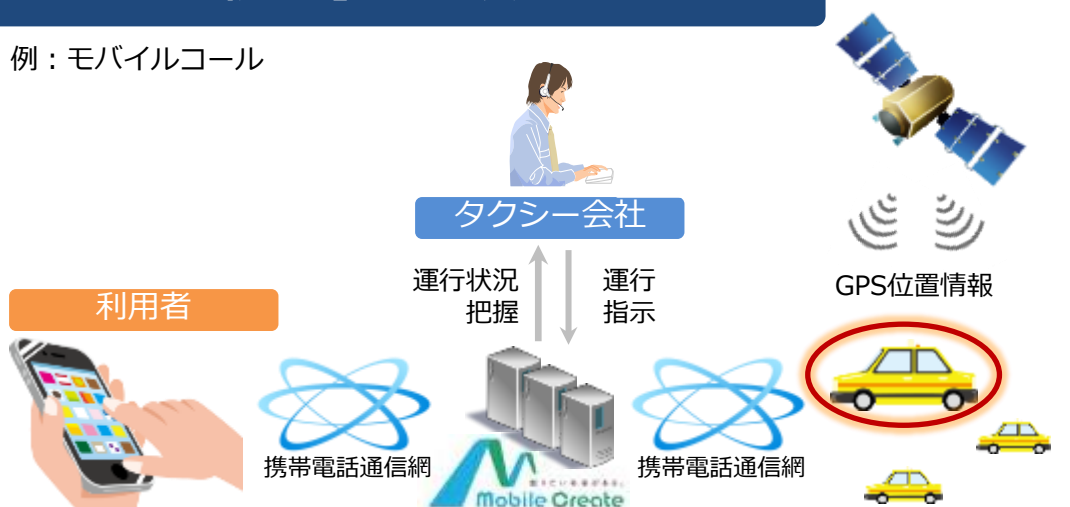 例：モバイルコール
タクシー会社
運行状況
把握
運行
指示
GPS位置情報
利用者
携帯電話通信網
携帯電話通信網
Mobile Create